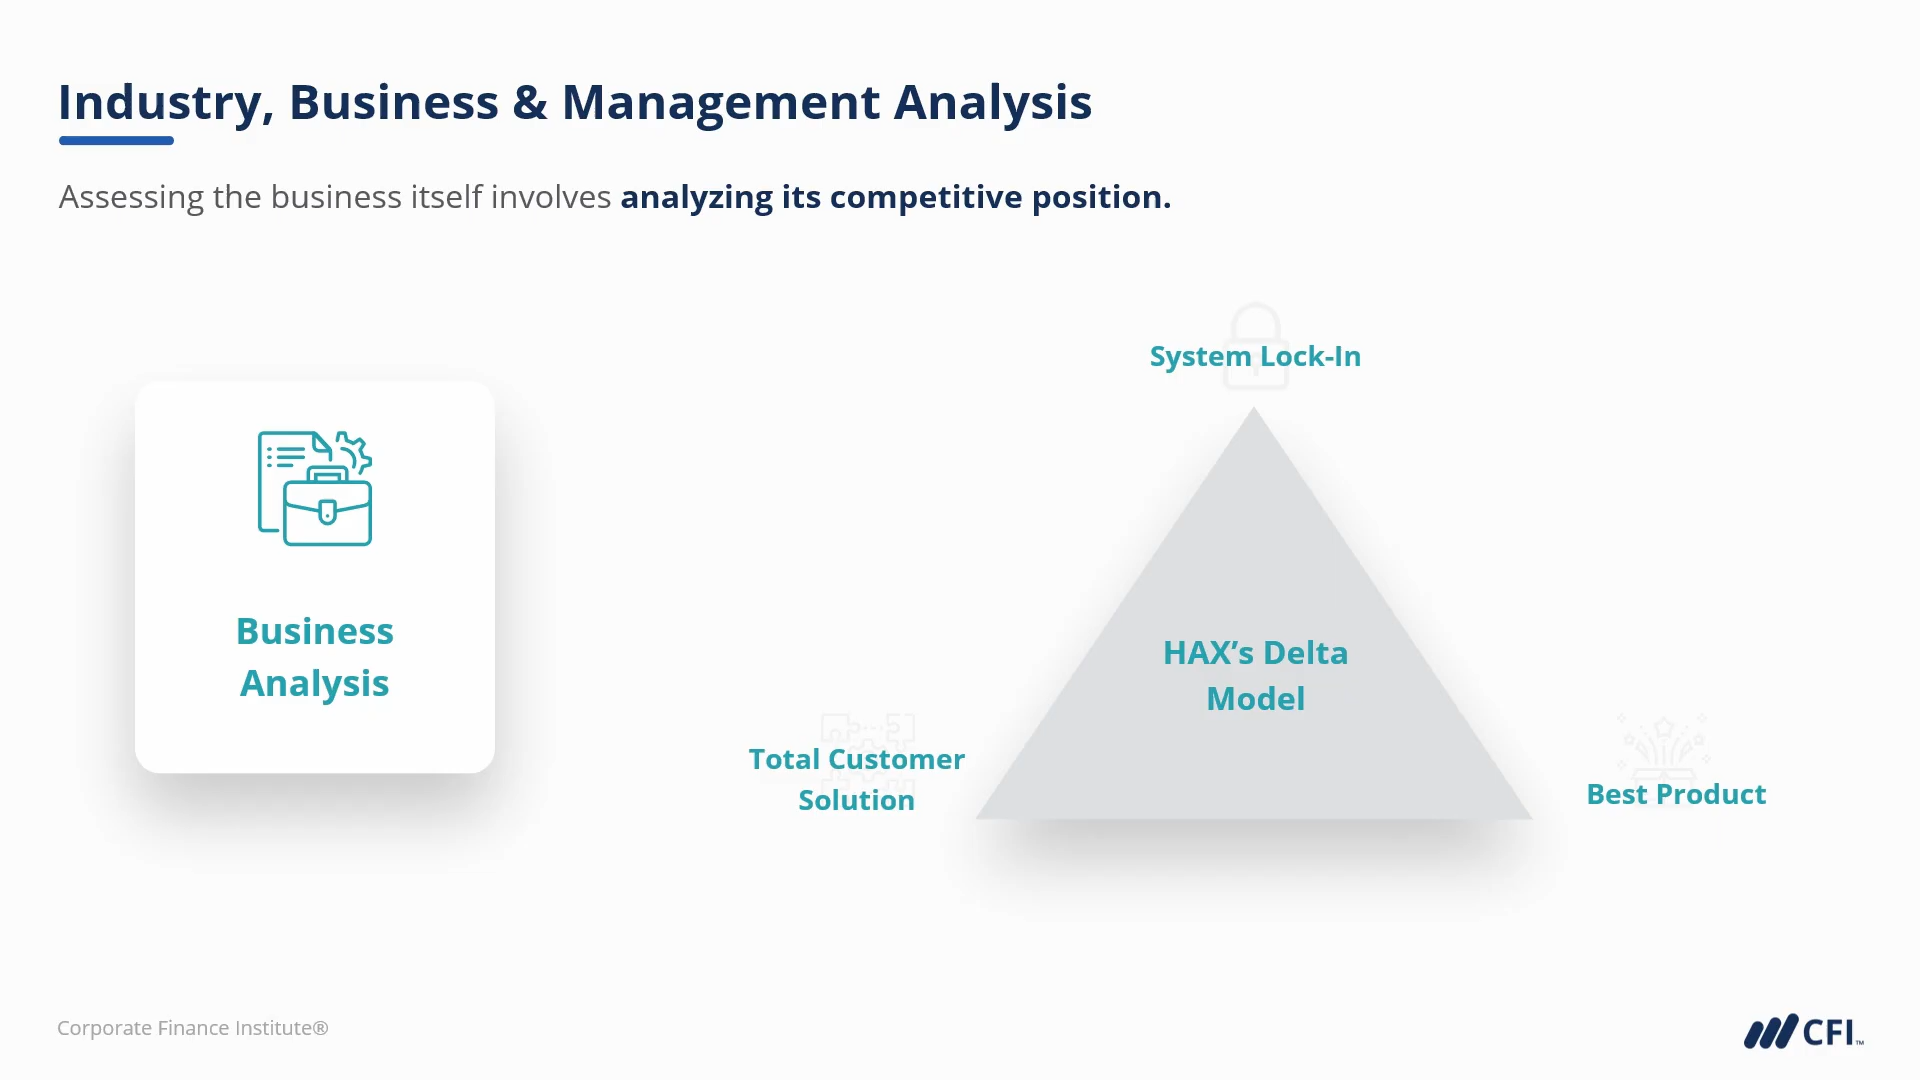 Industry, Business & Management Analysis
Assessing the business itself involves analyzing its competitive position.
System Lock-In
Business
Analysis
HAX’s Delta
Model
Total Customer
Solution
Best Product
Corporate Finance Institute®
CFI™